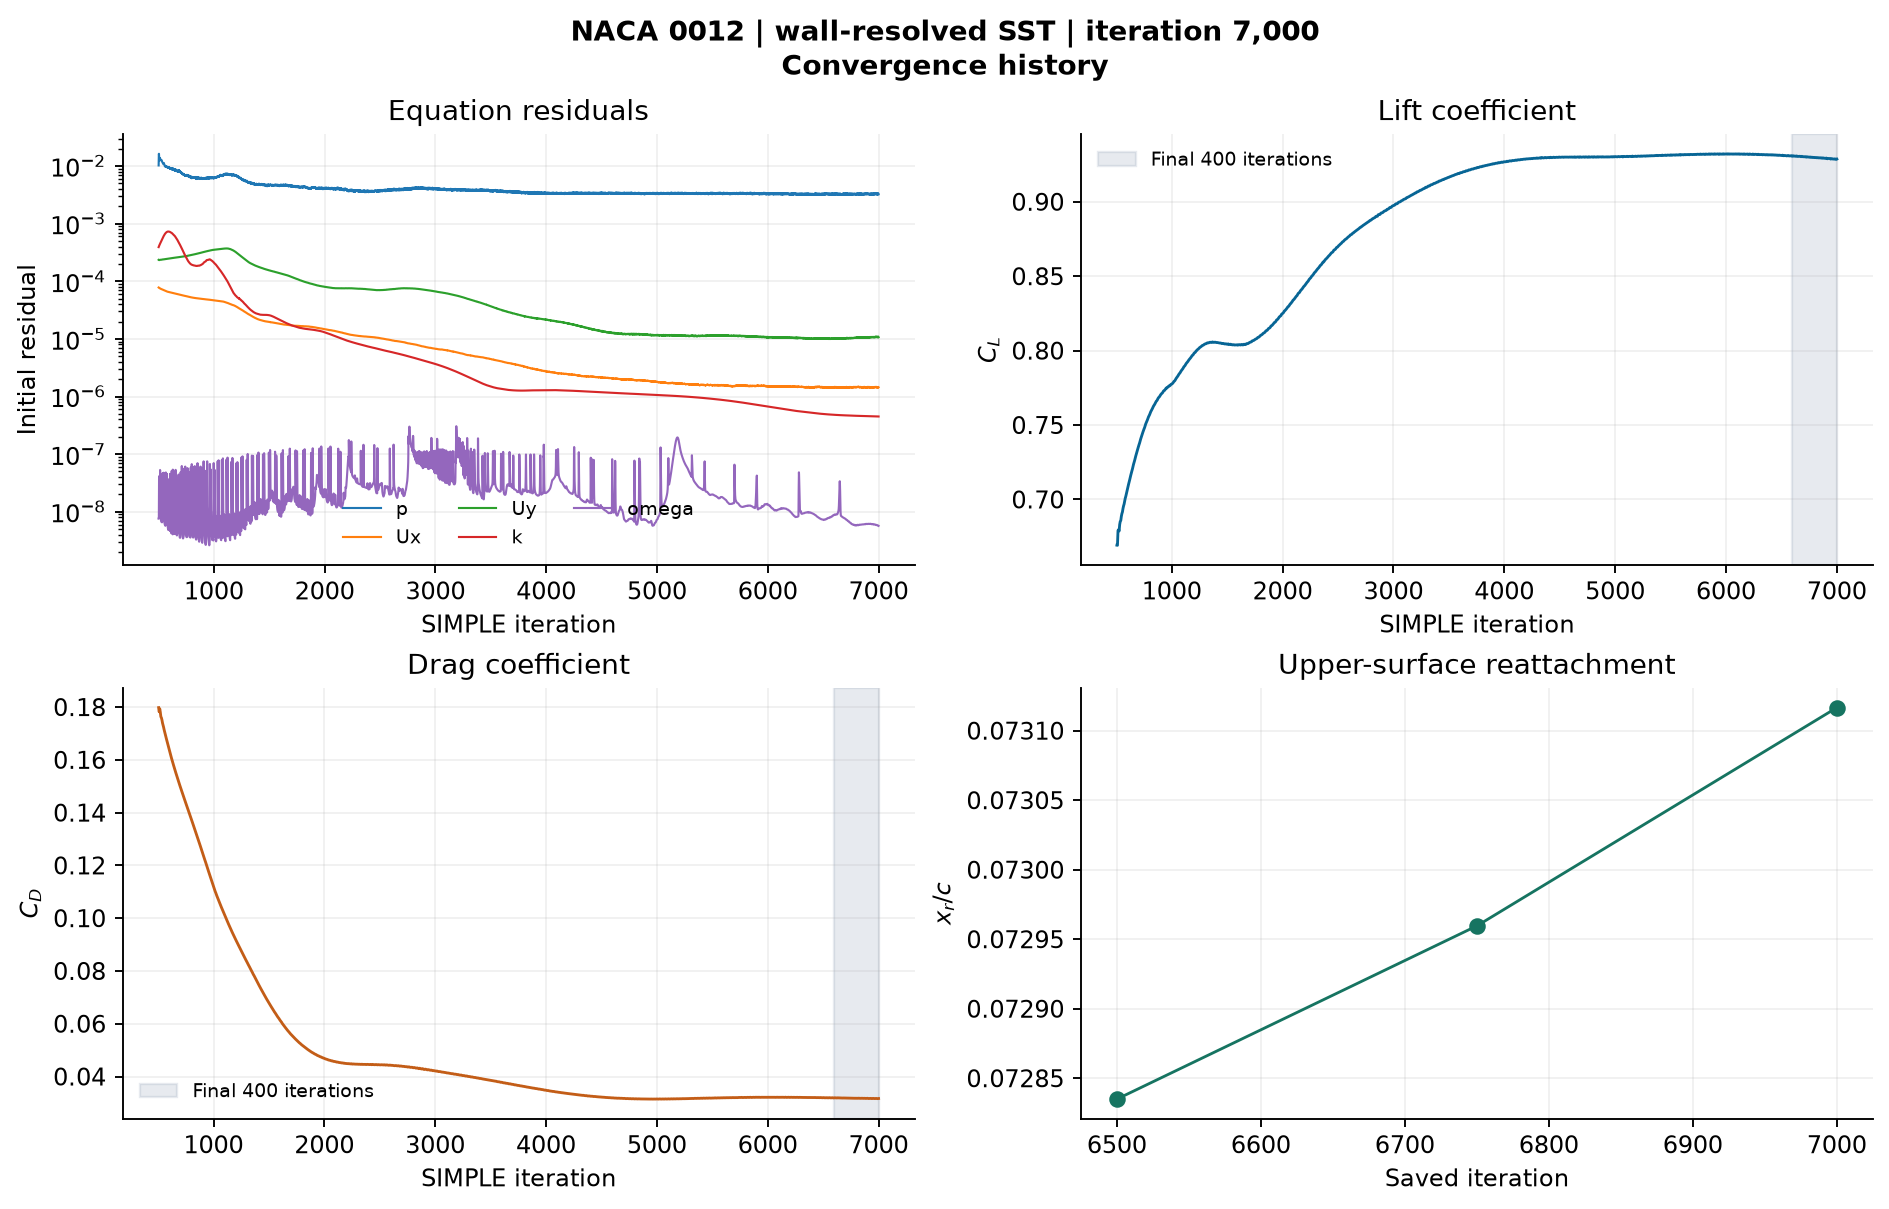 NACA 0012 | wall-resolved SST | iteration 7,000
Convergence history
Equation residuals
Initial residual
10⁻²
10⁻³
10⁻⁴
10⁻⁵
10⁻⁶
10⁻⁷
10⁻⁸
p
Uy
omega
Ux
k
1000 2000 3000 4000 5000 6000 7000
SIMPLE iteration
Lift coefficient
Final 400 iterations
C_L
0.90
0.85
0.80
0.75
0.70
1000 2000 3000 4000 5000 6000 7000
SIMPLE iteration
Drag coefficient
C_D
0.18
0.16
0.14
0.12
0.10
0.08
0.06
0.04
Final 400 iterations
1000 2000 3000 4000 5000 6000 7000
SIMPLE iteration
Upper-surface reattachment
x_r/c
0.07310
0.07305
0.07300
0.07295
0.07290
0.07285
6500 6600 6700 6800 6900 7000
Saved iteration